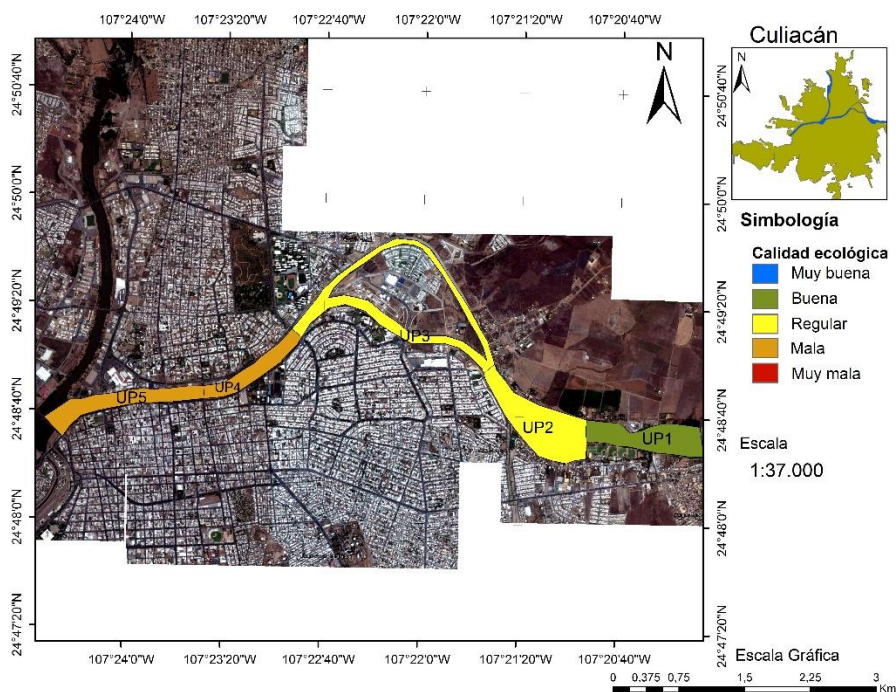 107°24'0"W 107°23'20"W 107°22'40"W 107°22'0"W 107°21'20"W 107°20'40"W
Culiacán
24°50'40"N
24°50'0"N
24°49'20"N
24°48'40"N
24°48'0"N
24°47'20"N
N
UP3
UP5
UP4
UP2
UP1
24°50'40"N
24°50'0"N
24°49'20"N
24°48'40"N
24°48'0"N
24°47'20"N
107°24'0"W 107°23'20"W 107°22'40"W 107°22'0"W 107°21'20"W 107°20'40"W
N
Simbología
Calidad ecológica
Muy buena
Buena
Regular
Mala
Muy mala
Escala
1:37.000
Escala Gráfica
0 0.375 0,75 1,5 2,25 3
Km